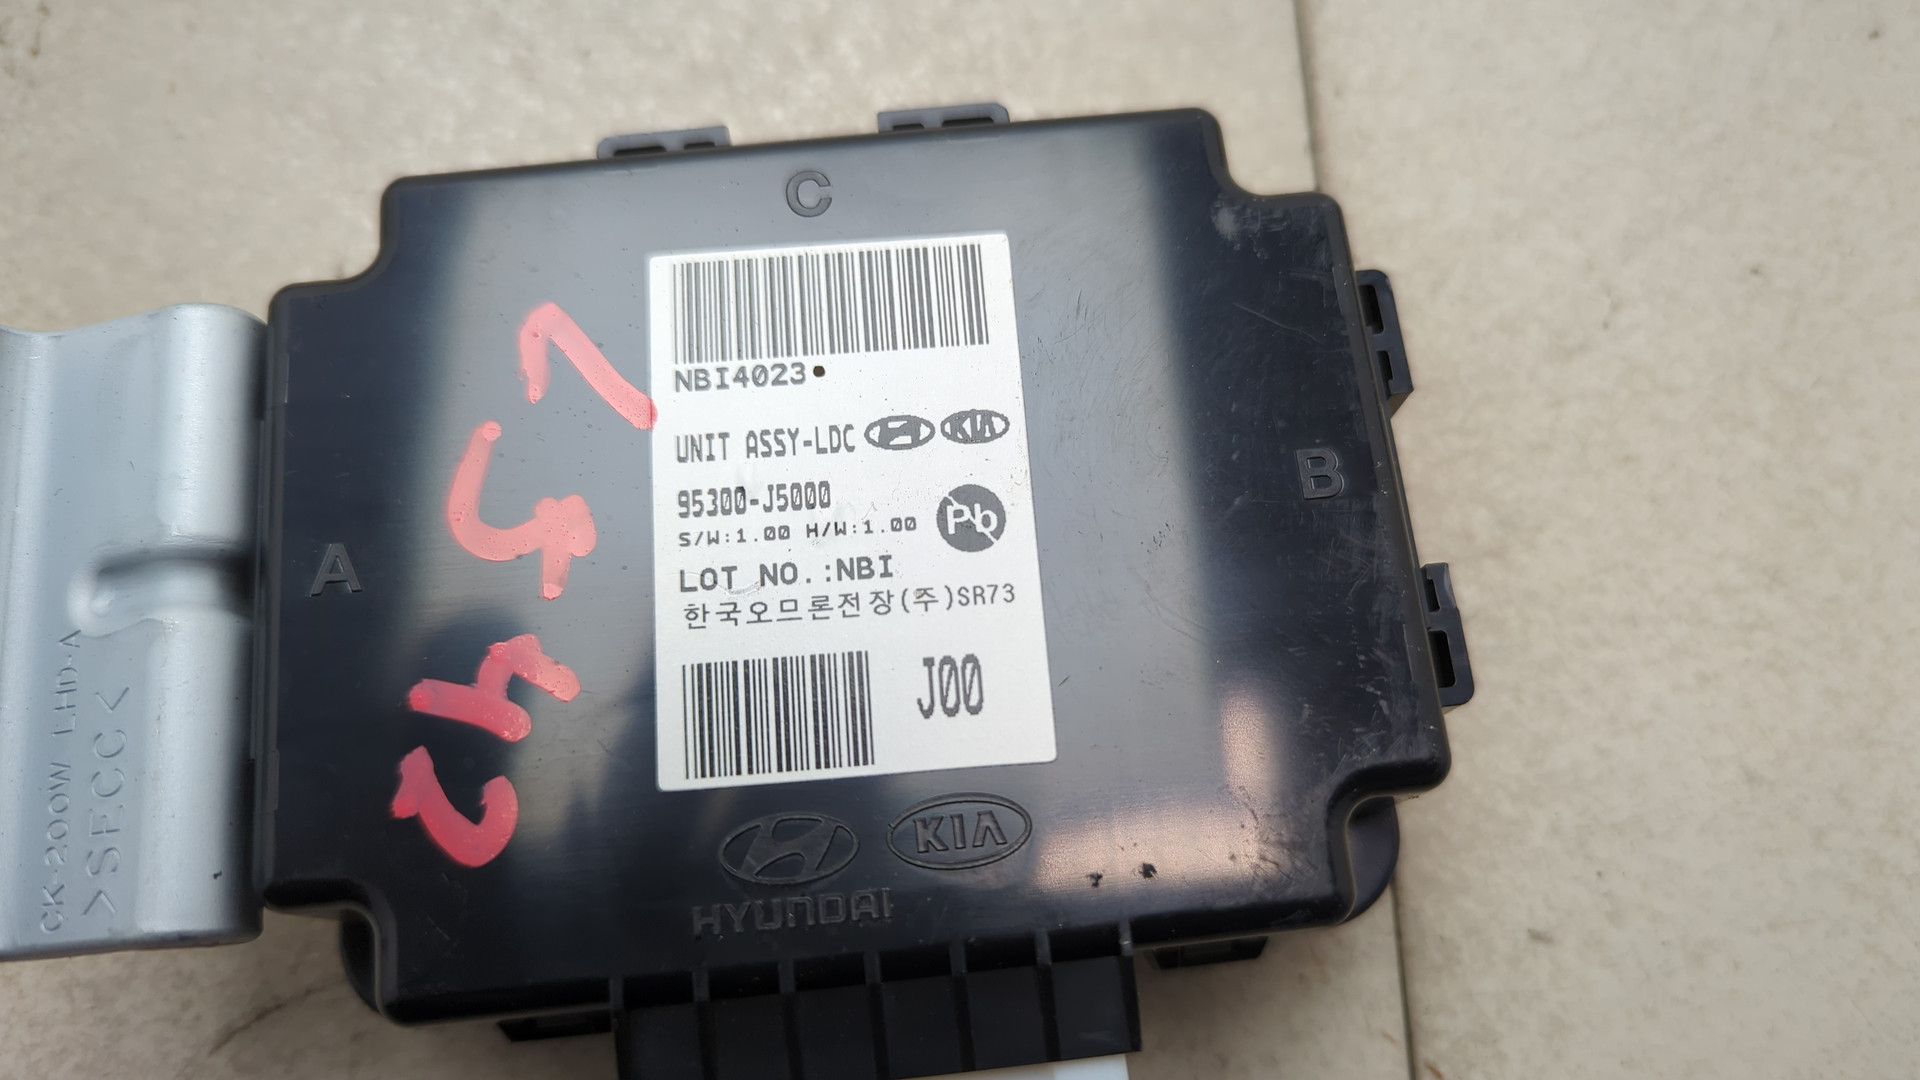 C
NBI4023
UNIT ASSY-LDC
KIA
95300-J5000
S/W:1.00 H/W:1.00
Pb
LOT NO.:NBI
한국오므론전장(주)SR73
J00
A
B
KIA
HYUNDAI
CK-200W LHD-A
>SECC<